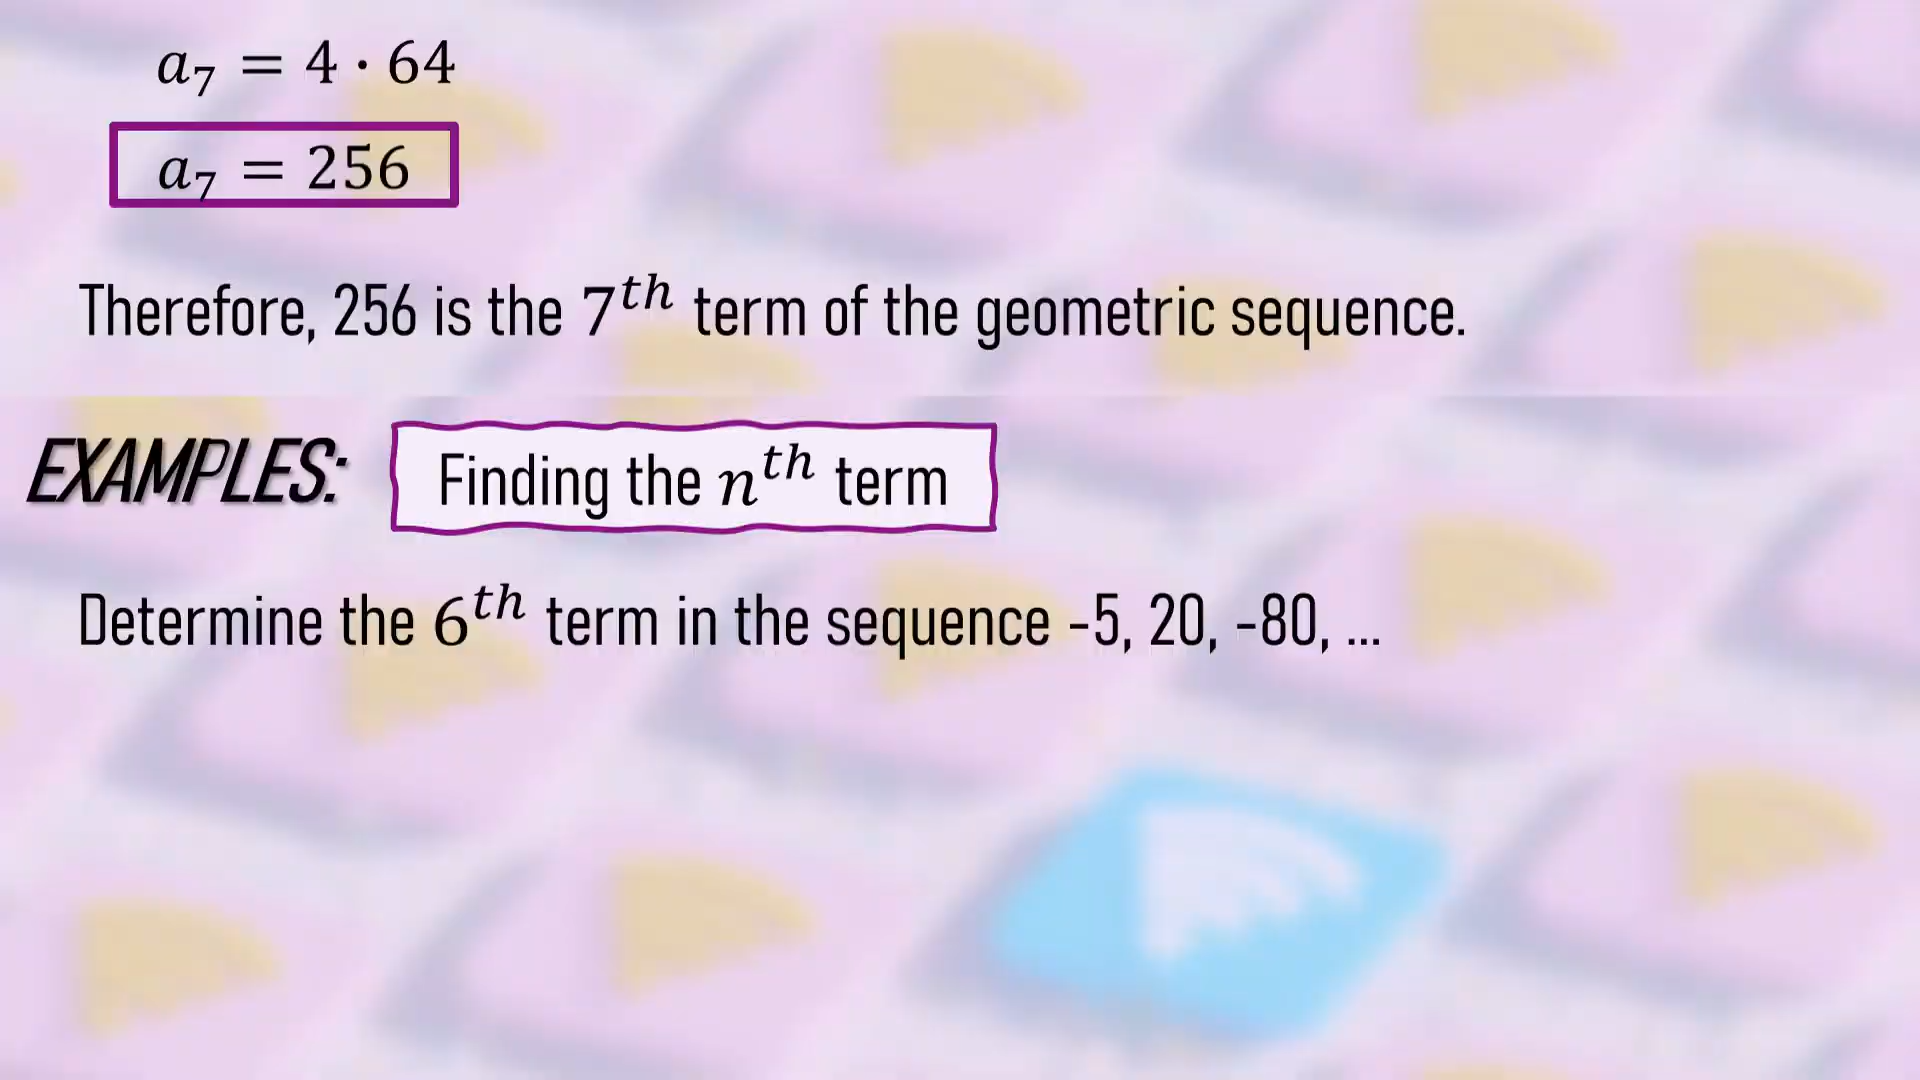 a₇ = 4 · 64
a₇ = 256
Therefore, 256 is the 7ᵗʰ term of the geometric sequence.
EXAMPLES:
Finding the nᵗʰ term
Determine the 6ᵗʰ term in the sequence -5, 20, -80, ...